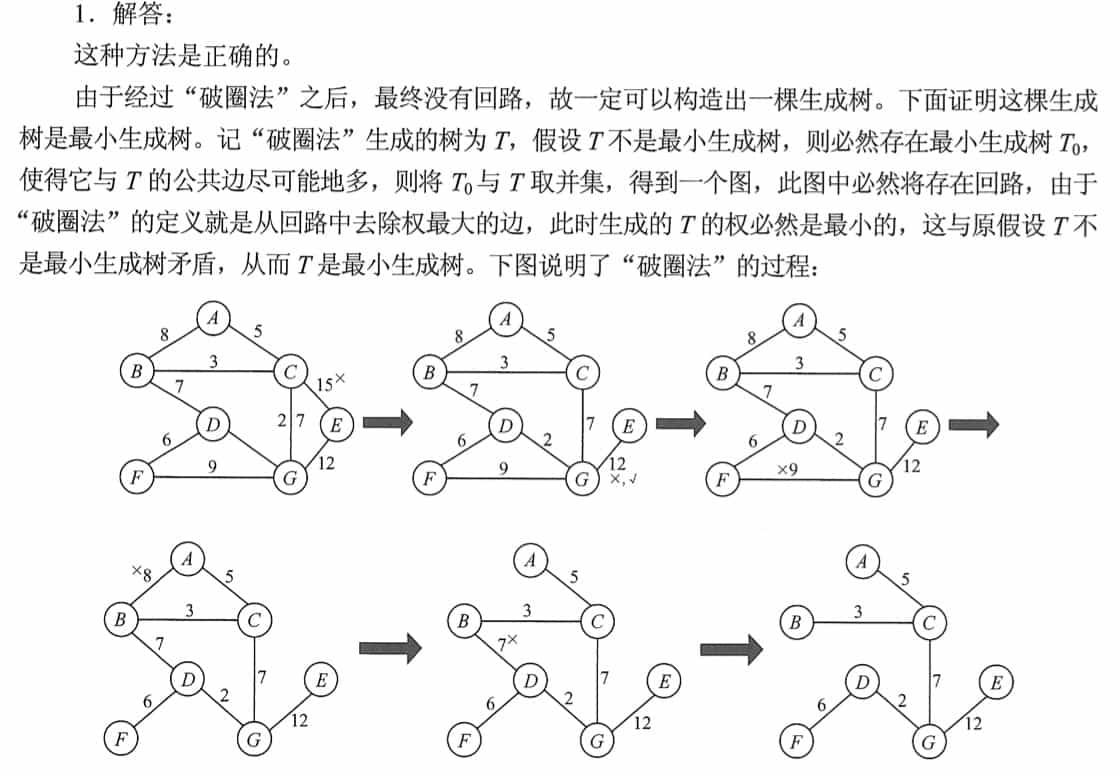 1．解答：
这种方法是正确的。
由于经过“破圈法”之后，最终没有回路，故一定可以构造出一棵生成树。下面证明这棵生成
树是最小生成树。记“破圈法”生成的树为 T，假设 T 不是最小生成树，则必然存在最小生成树 T₀，
使得它与 T 的公共边尽可能地多，则将 T₀与 T 取并集，得到一个图，此图中必然将存在回路，由于
“破圈法”的定义就是从回路中去除权最大的边，此时生成的 T 的权必然是最小的，这与原假设 T 不
是最小生成树矛盾，从而 T 是最小生成树。下图说明了“破圈法”的过程：
A
8 5
B 3 C
7 15×
D 2 7 E
6 12
F 9 G
A
8 5
B 3 C
7
D 7 E
6 2 12
F 9 G ×,√
A
8 5
B 3 C
7
D 7 E
6 2 12
F ×9 G
A
×8 5
B 3 C
7
D 7 E
6 2 12
F G
A
5
B 3 C
7×
D 7 E
6 2 12
F G
A
5
B 3 C
D 7 E
6 2 12
F G